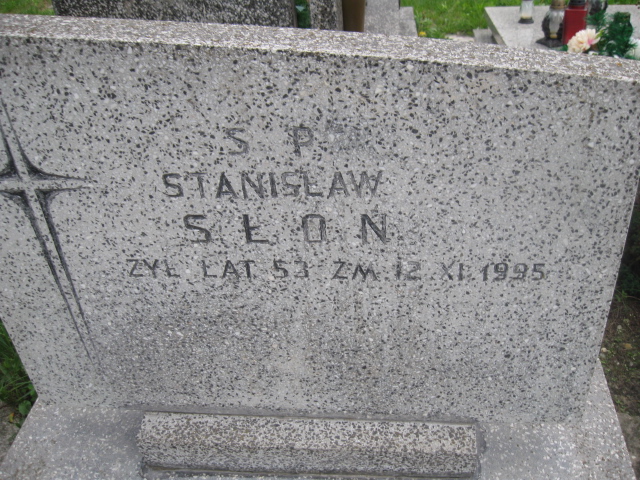 S P
STANISŁAW
SŁOŃ
ŻYŁ LAT 53 ZM. 12 XI 1995